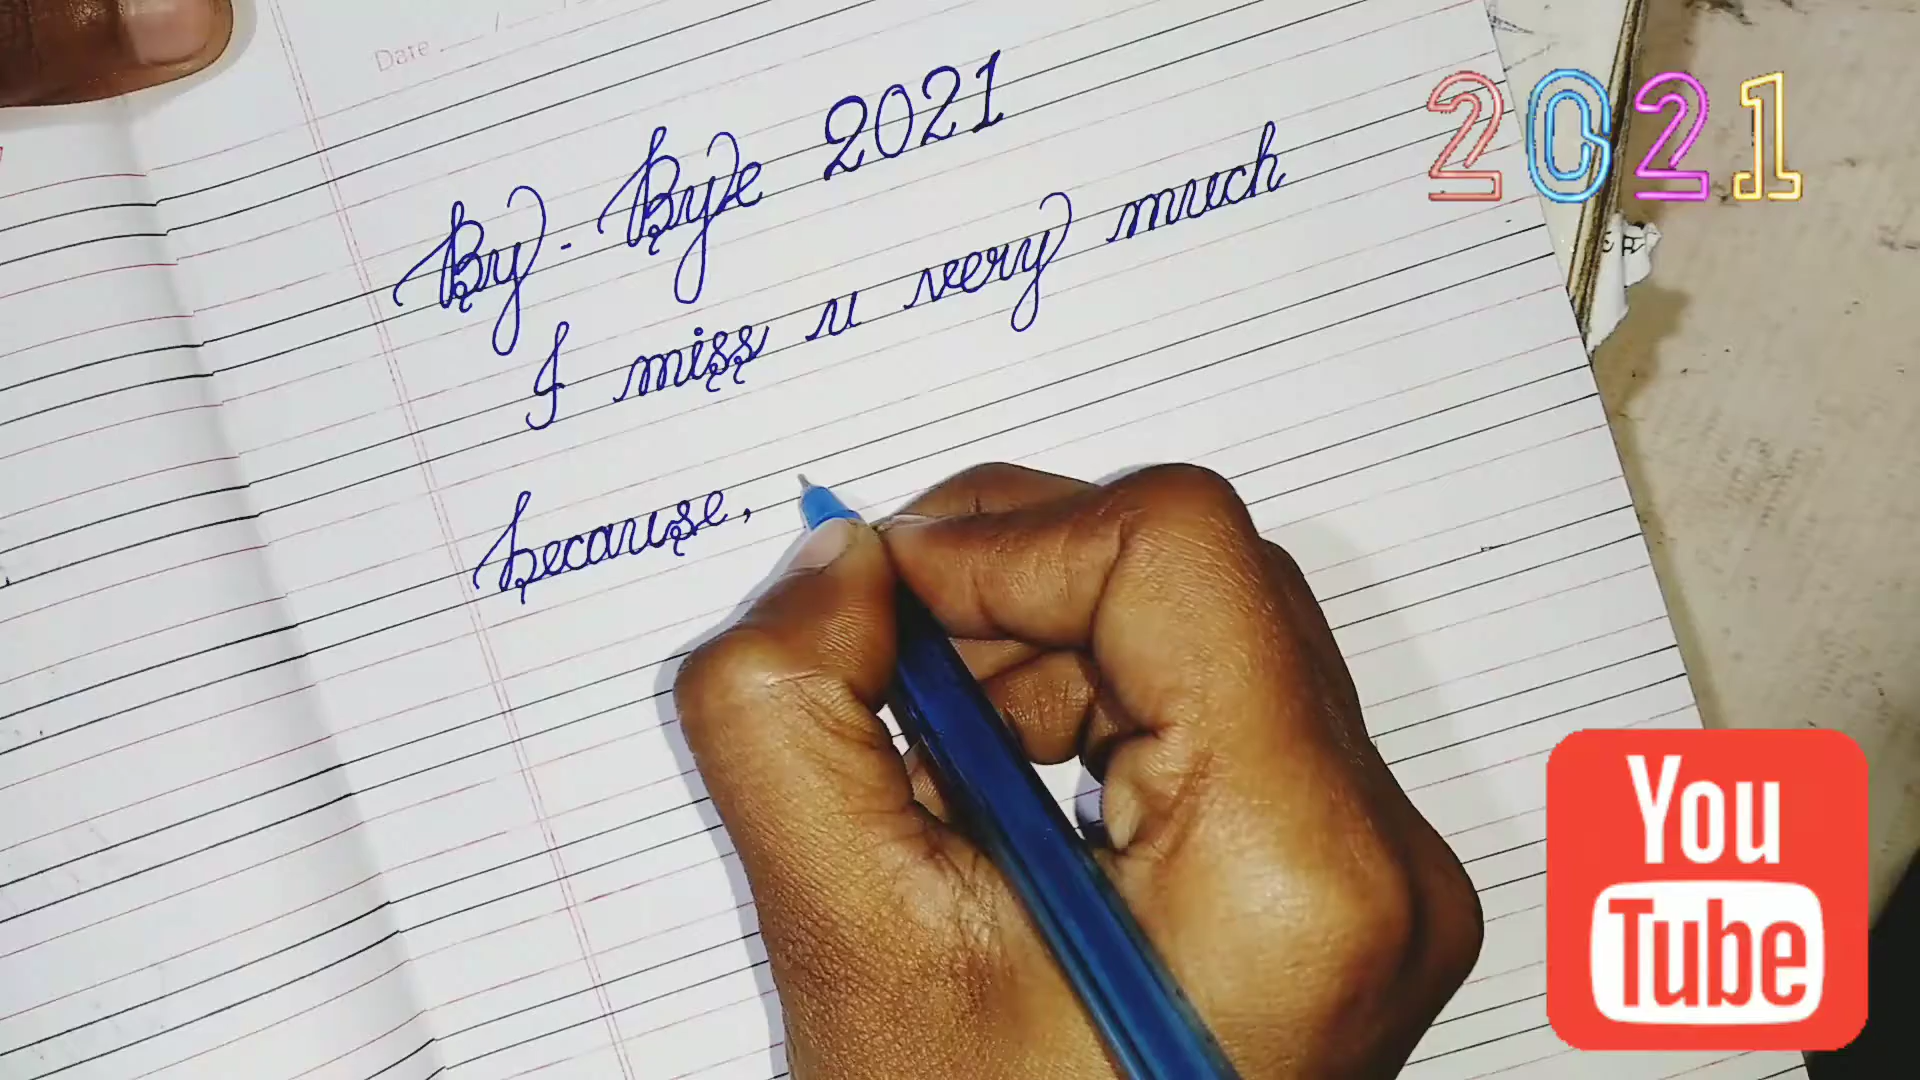 Date
By - Bye 2021
I miss u very much
because,
2021
You
Tube